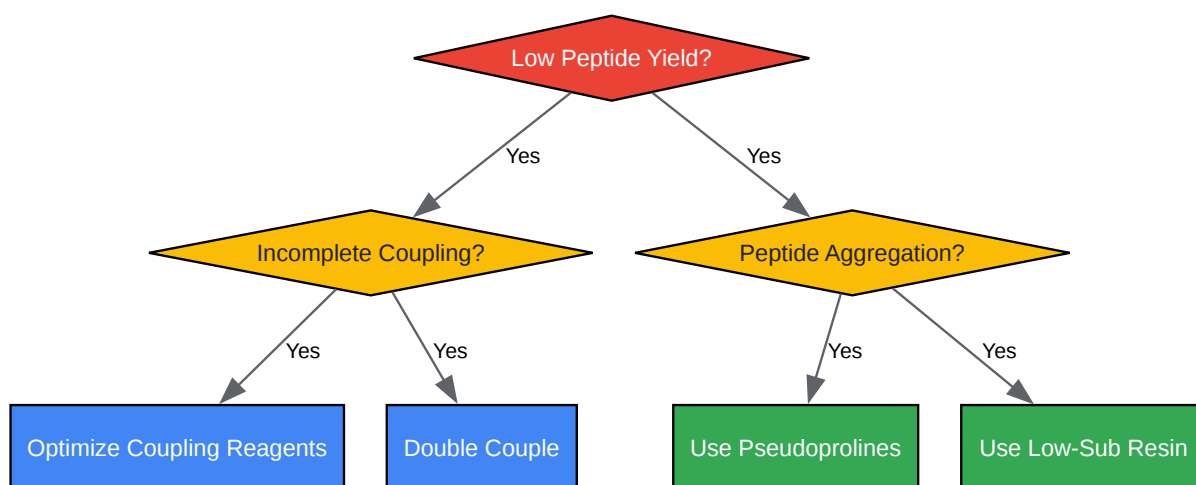 Low Peptide Yield?
Yes
Yes
Incomplete Coupling?
Peptide Aggregation?
Yes
Yes
Yes
Yes
Optimize Coupling Reagents
Double Couple
Use Pseudoprolines
Use Low-Sub Resin